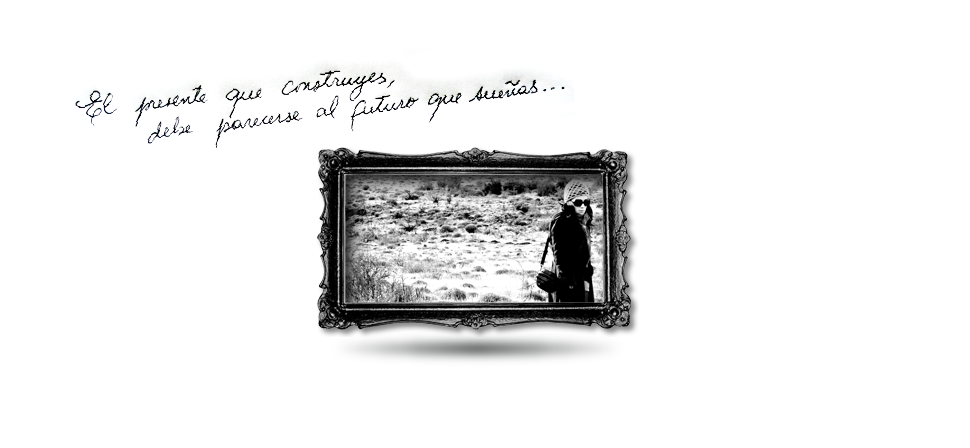 El presente que construyes,
debe parecerse al futuro que sueñas...